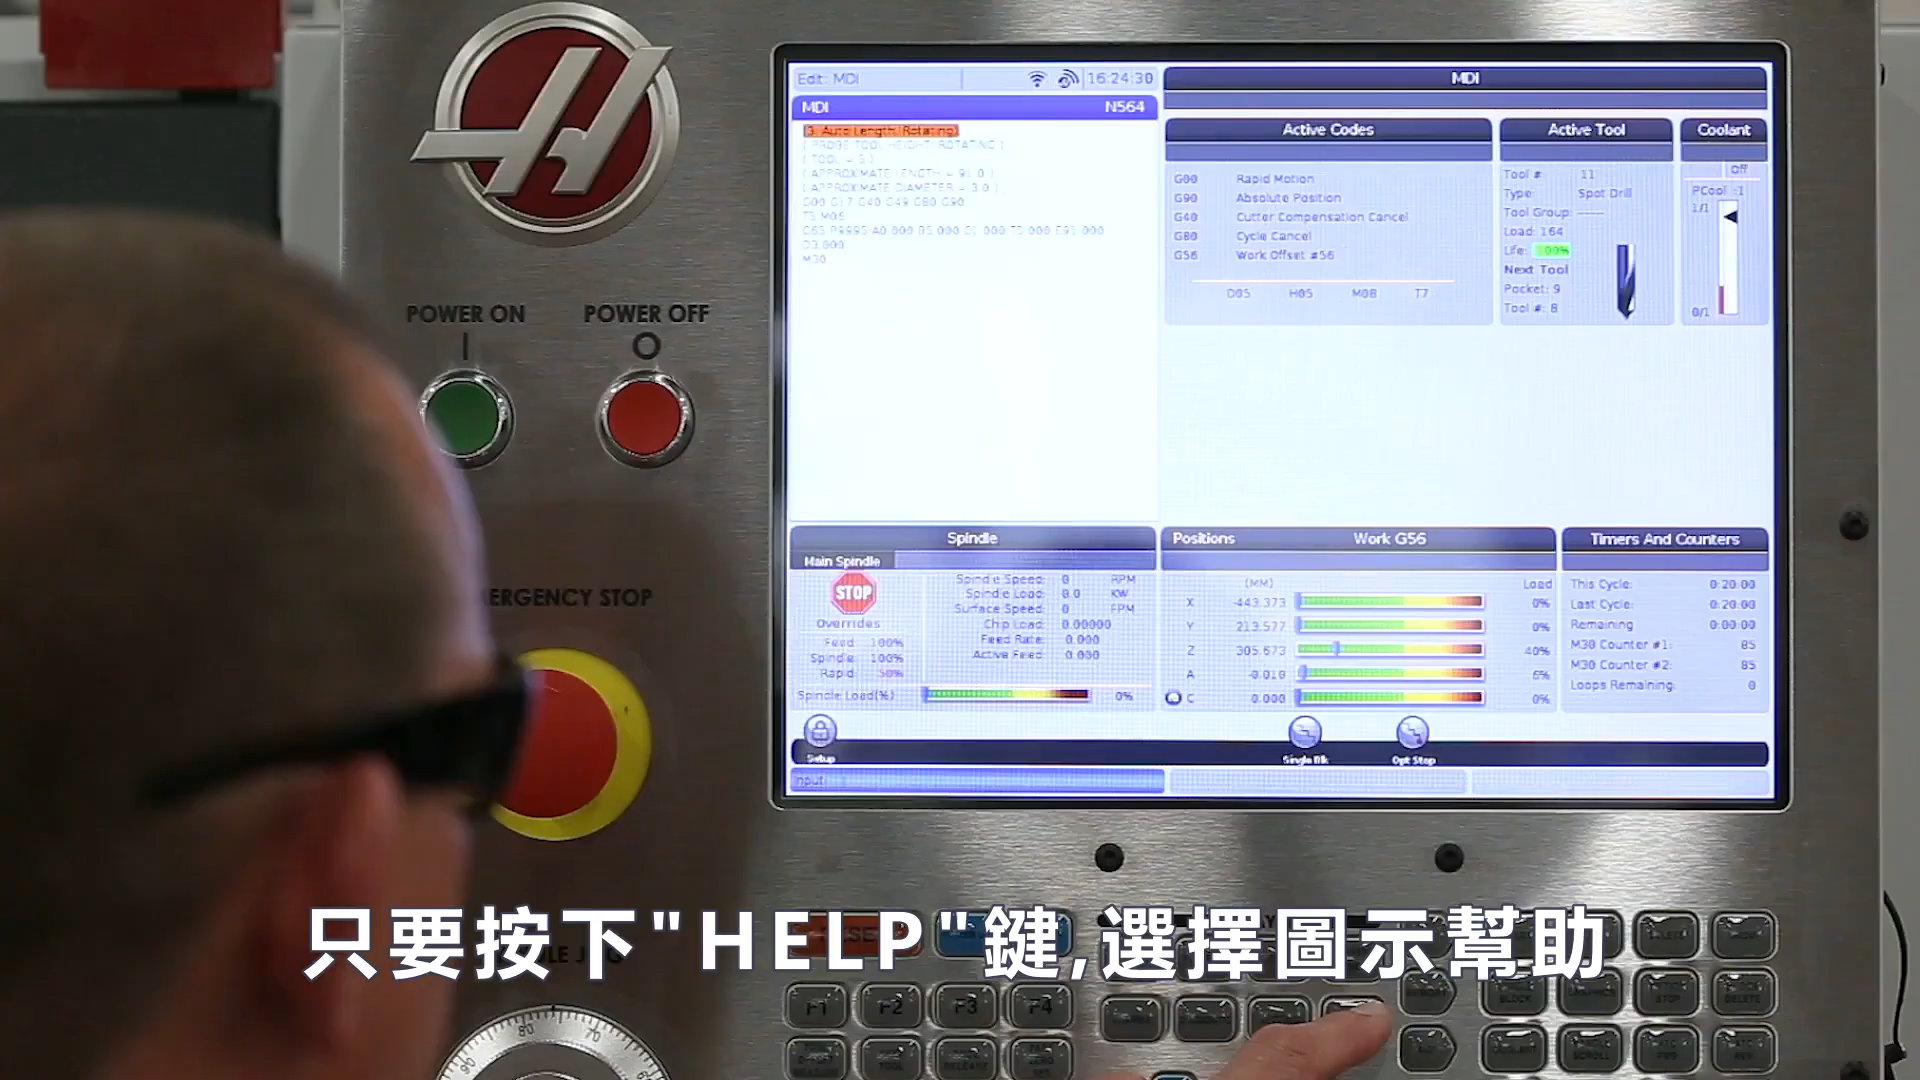 Edit: MDI
16:24:30
MDI
MDI
N564
3. Auto Length (Rotating)
( PROBE TOOL HEIGHT, ROTATING )
( TOOL = 5 )
( APPROXIMATE LENGTH = 91.0 )
( APPROXIMATE DIAMETER = 3.0 )
G00 G17 G40 G49 G80 G90
T5 M06
G65 P9995 A0.000 B5.000 C1.000 T5.000 E91.000
D3.000
M30
Active Codes
G00 Rapid Motion
G90 Absolute Position
G40 Cutter Compensation Cancel
G80 Cycle Cancel
G56 Work Offset #56
D05 H05 M08 T7
Active Tool
Tool # 11
Type: Spot Drill
Tool Group: -----
Load: 164
Life: 100%
Next Tool
Pocket: 9
Tool #: 8
Coolant
Off
PCool :1
1/1
0/1
POWER ON
POWER OFF
EMERGENCY STOP
Spindle
Main Spindle
STOP
Overrides
Feed: 100%
Spindle: 100%
Rapid: 50%
Spindle Speed: 0 RPM
Spindle Load: 0.0 KW
Surface Speed: 0 FPM
Chip Load: 0.00000
Feed Rate: 0.000
Active Feed: 0.000
Spindle Load(%) 0%
Positions Work G56
(MM) Load
X -443.373 0%
Y 213.577 0%
Z 305.673 40%
A -0.010 6%
C 0.000 0%
Timers And Counters
This Cycle: 0:20:00
Last Cycle: 0:20:00
Remaining 0:00:00
M30 Counter #1: 85
M30 Counter #2: 85
Loops Remaining: 0
Setup
Single Blk
Opt Stop
Input:
只要按下"HELP"鍵,選擇圖示幫助
F1 F2 F3 F4
80 70
90